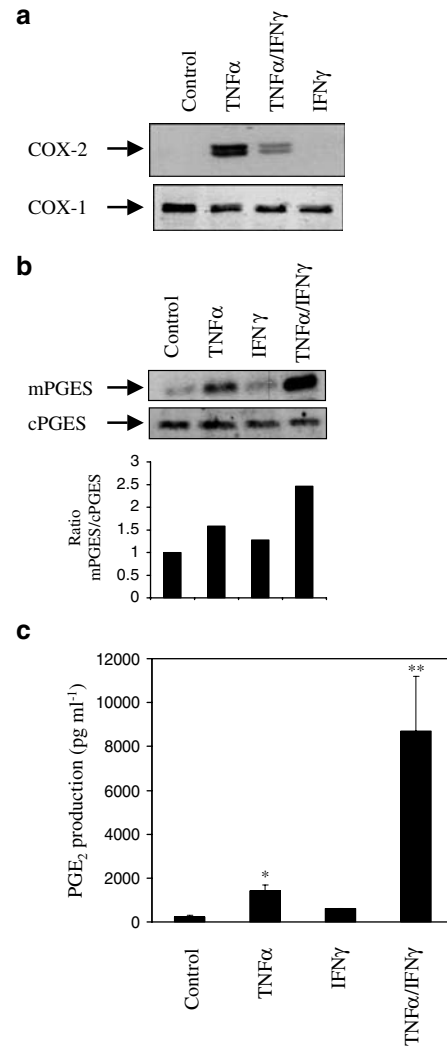 a
Control
TNFα
TNFα/IFNγ
IFNγ
COX-2
COX-1
b
Control
TNFα
IFNγ
TNFα/IFNγ
mPGES
cPGES
Ratio
mPGES/cPGES
3
2.5
2
1.5
1
0.5
0
c
PGE₂ production (pg ml⁻¹)
12000
10000
8000
6000
4000
2000
0
*
**
Control
TNFα
IFNγ
TNFα/IFNγ